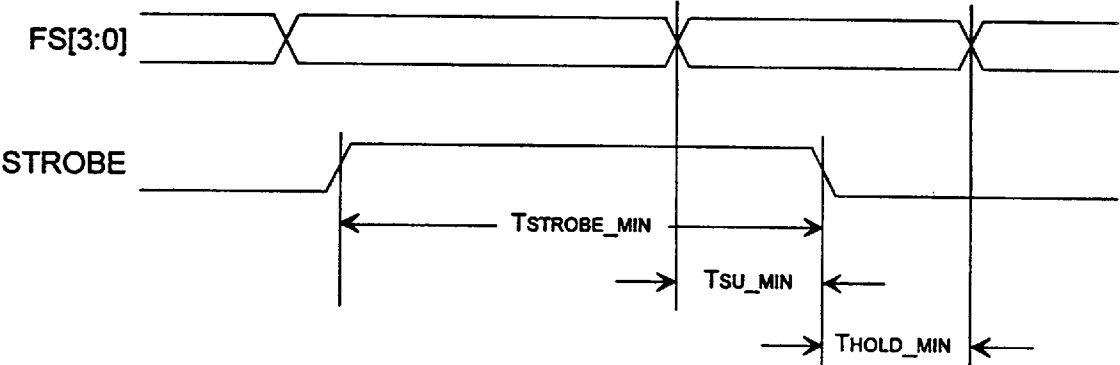 FS[3:0]
STROBE
TSTROBE_MIN
TSU_MIN
THOLD_MIN